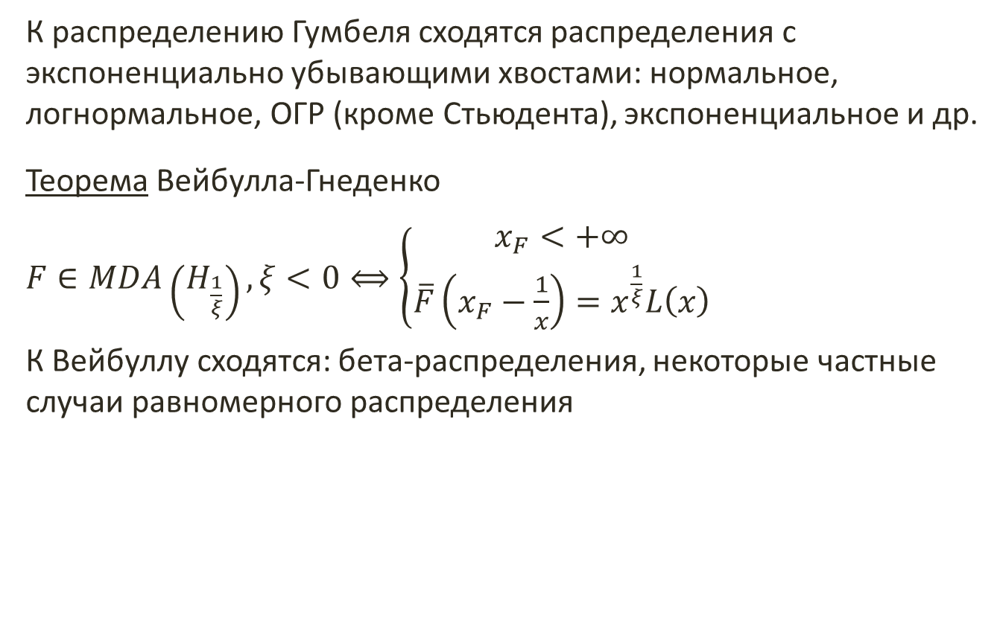 К распределению Гумбеля сходятся распределения с
экспоненциально убывающими хвостами: нормальное,
логнормальное, ОГР (кроме Стьюдента), экспоненциальное и др.
Теорема Вейбулла-Гнеденко
$F \in MDA\left(H_{\frac{1}{\xi}}\right), \xi < 0 \Leftrightarrow \begin{cases} x_F < +\infty \\ \bar{F}\left(x_F - \frac{1}{x}\right) = x^{\frac{1}{\xi}} L(x) \end{cases}$
К Вейбуллу сходятся: бета-распределения, некоторые частные
случаи равномерного распределения